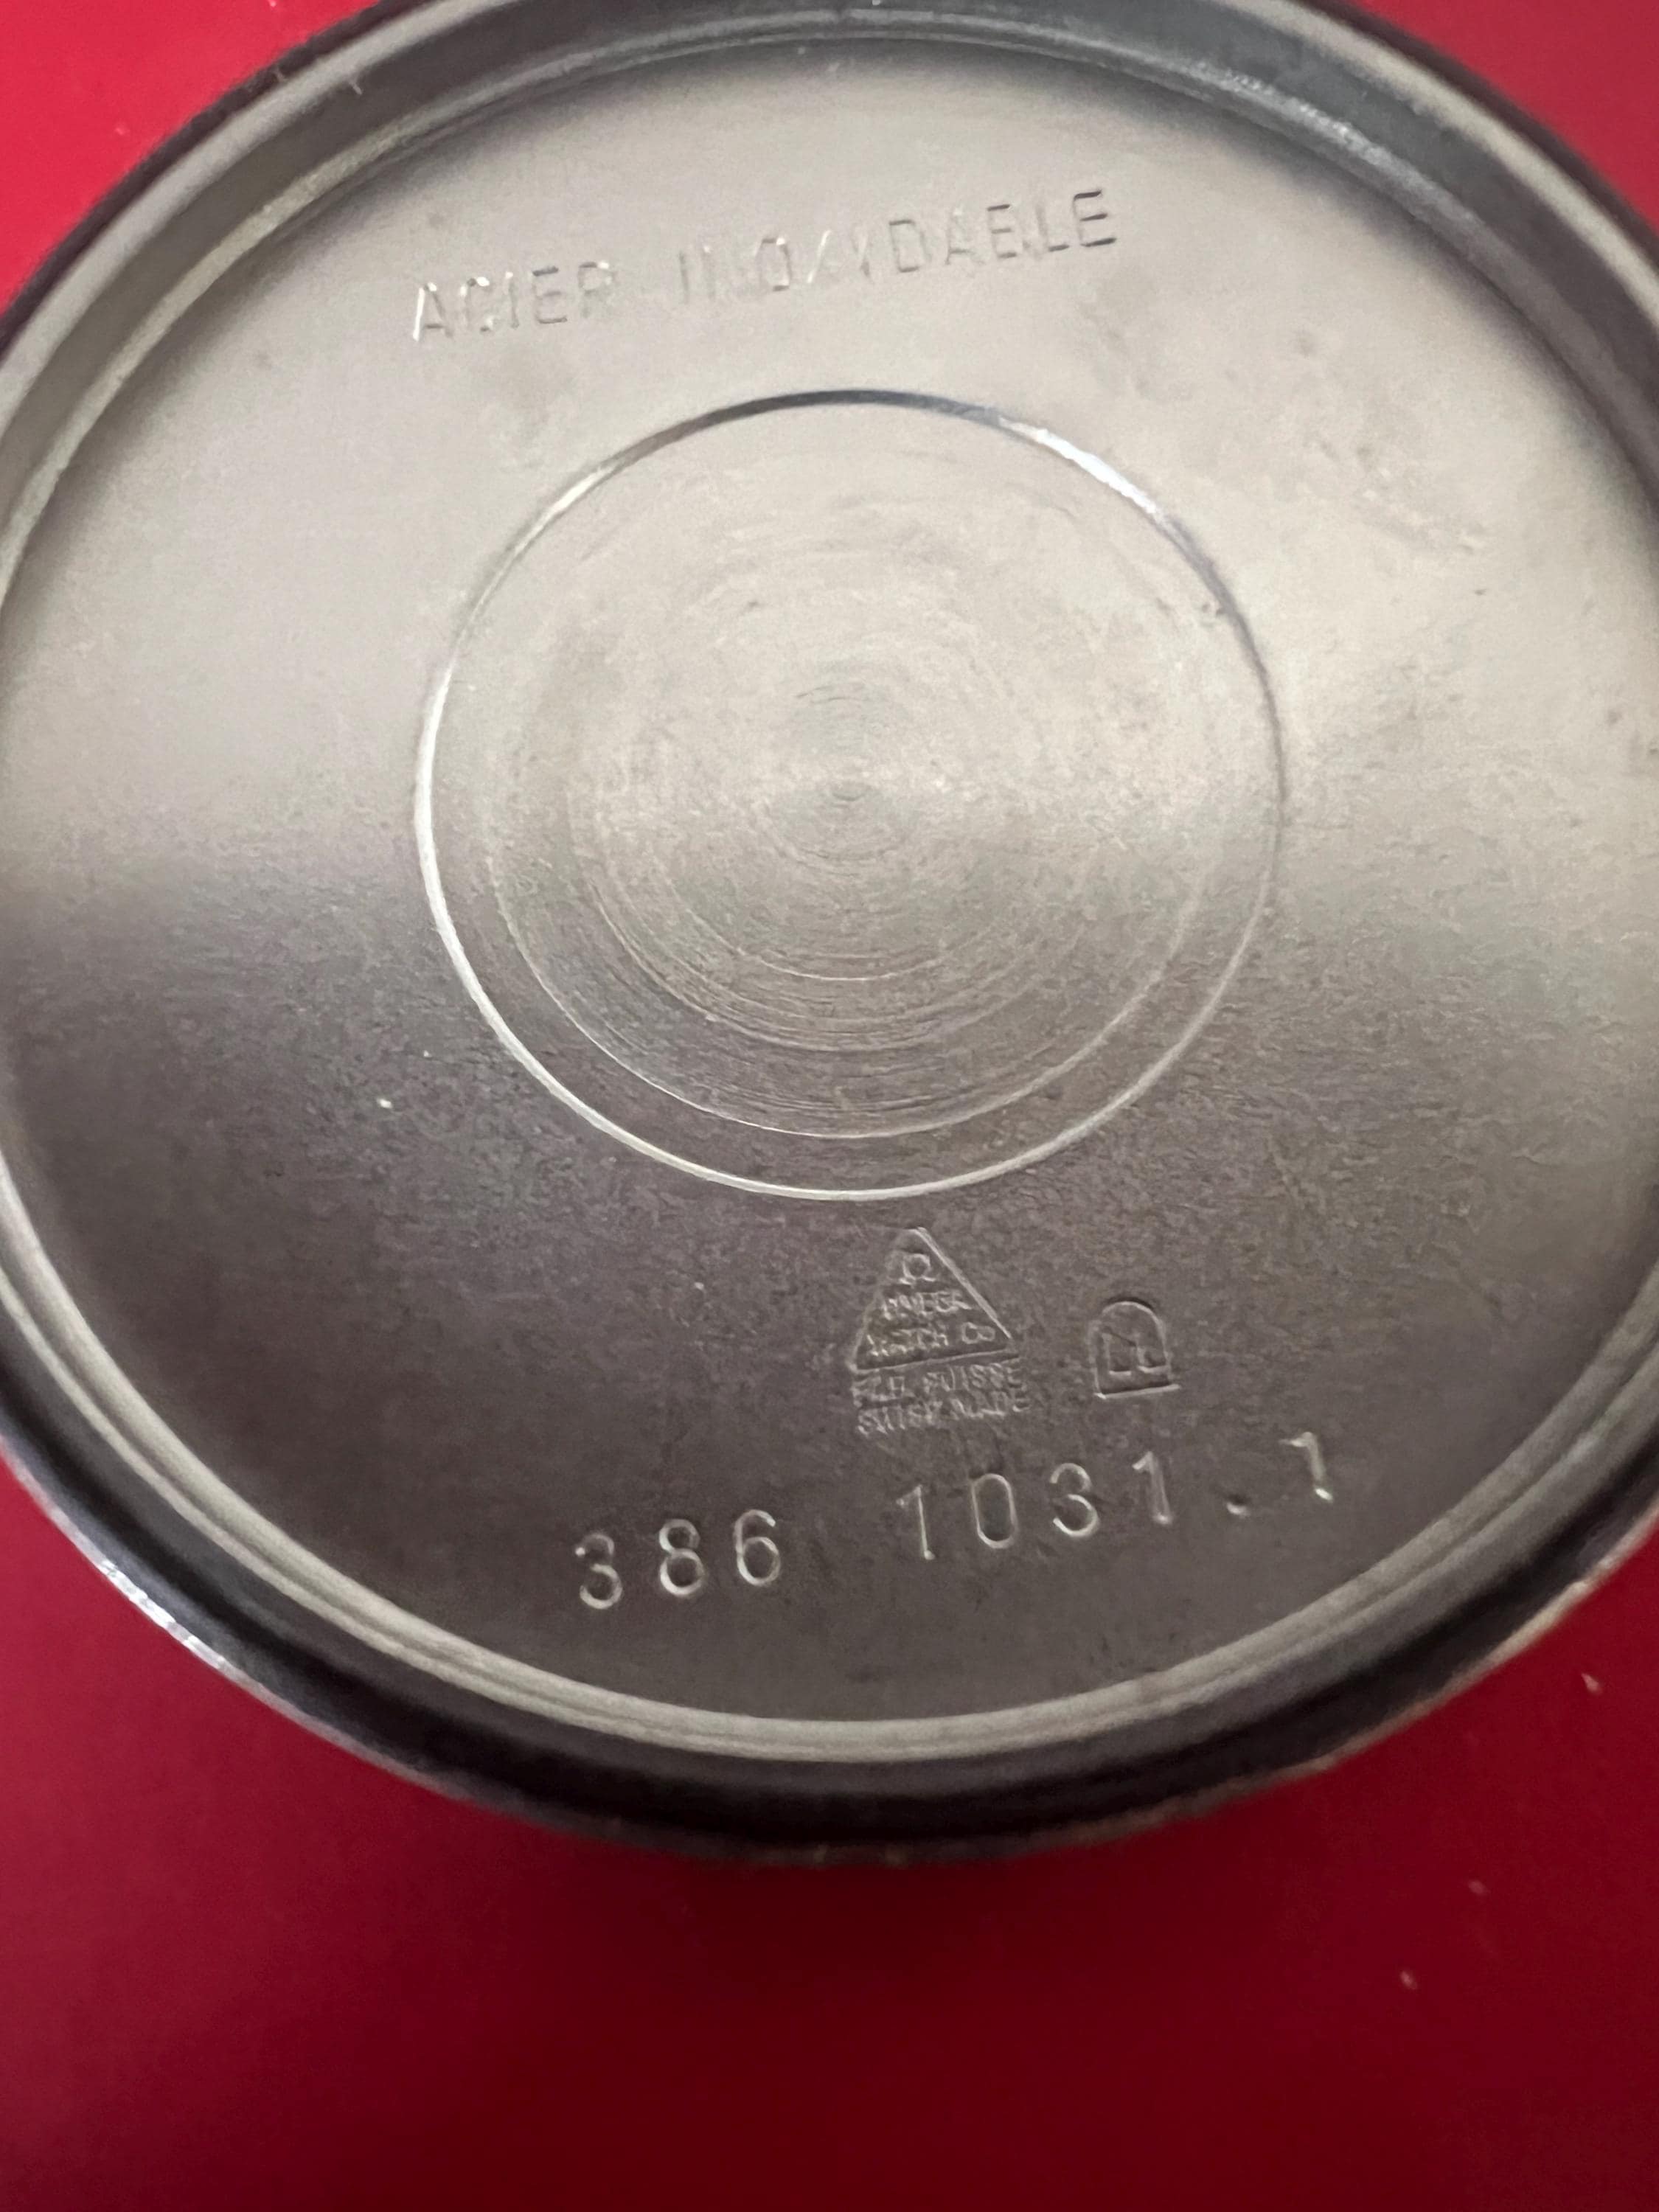 ACIER INOXYDABLE
Ω
OMEGA
WATCH Co
FAB. SUISSE
SWISS MADE
386 1031.1